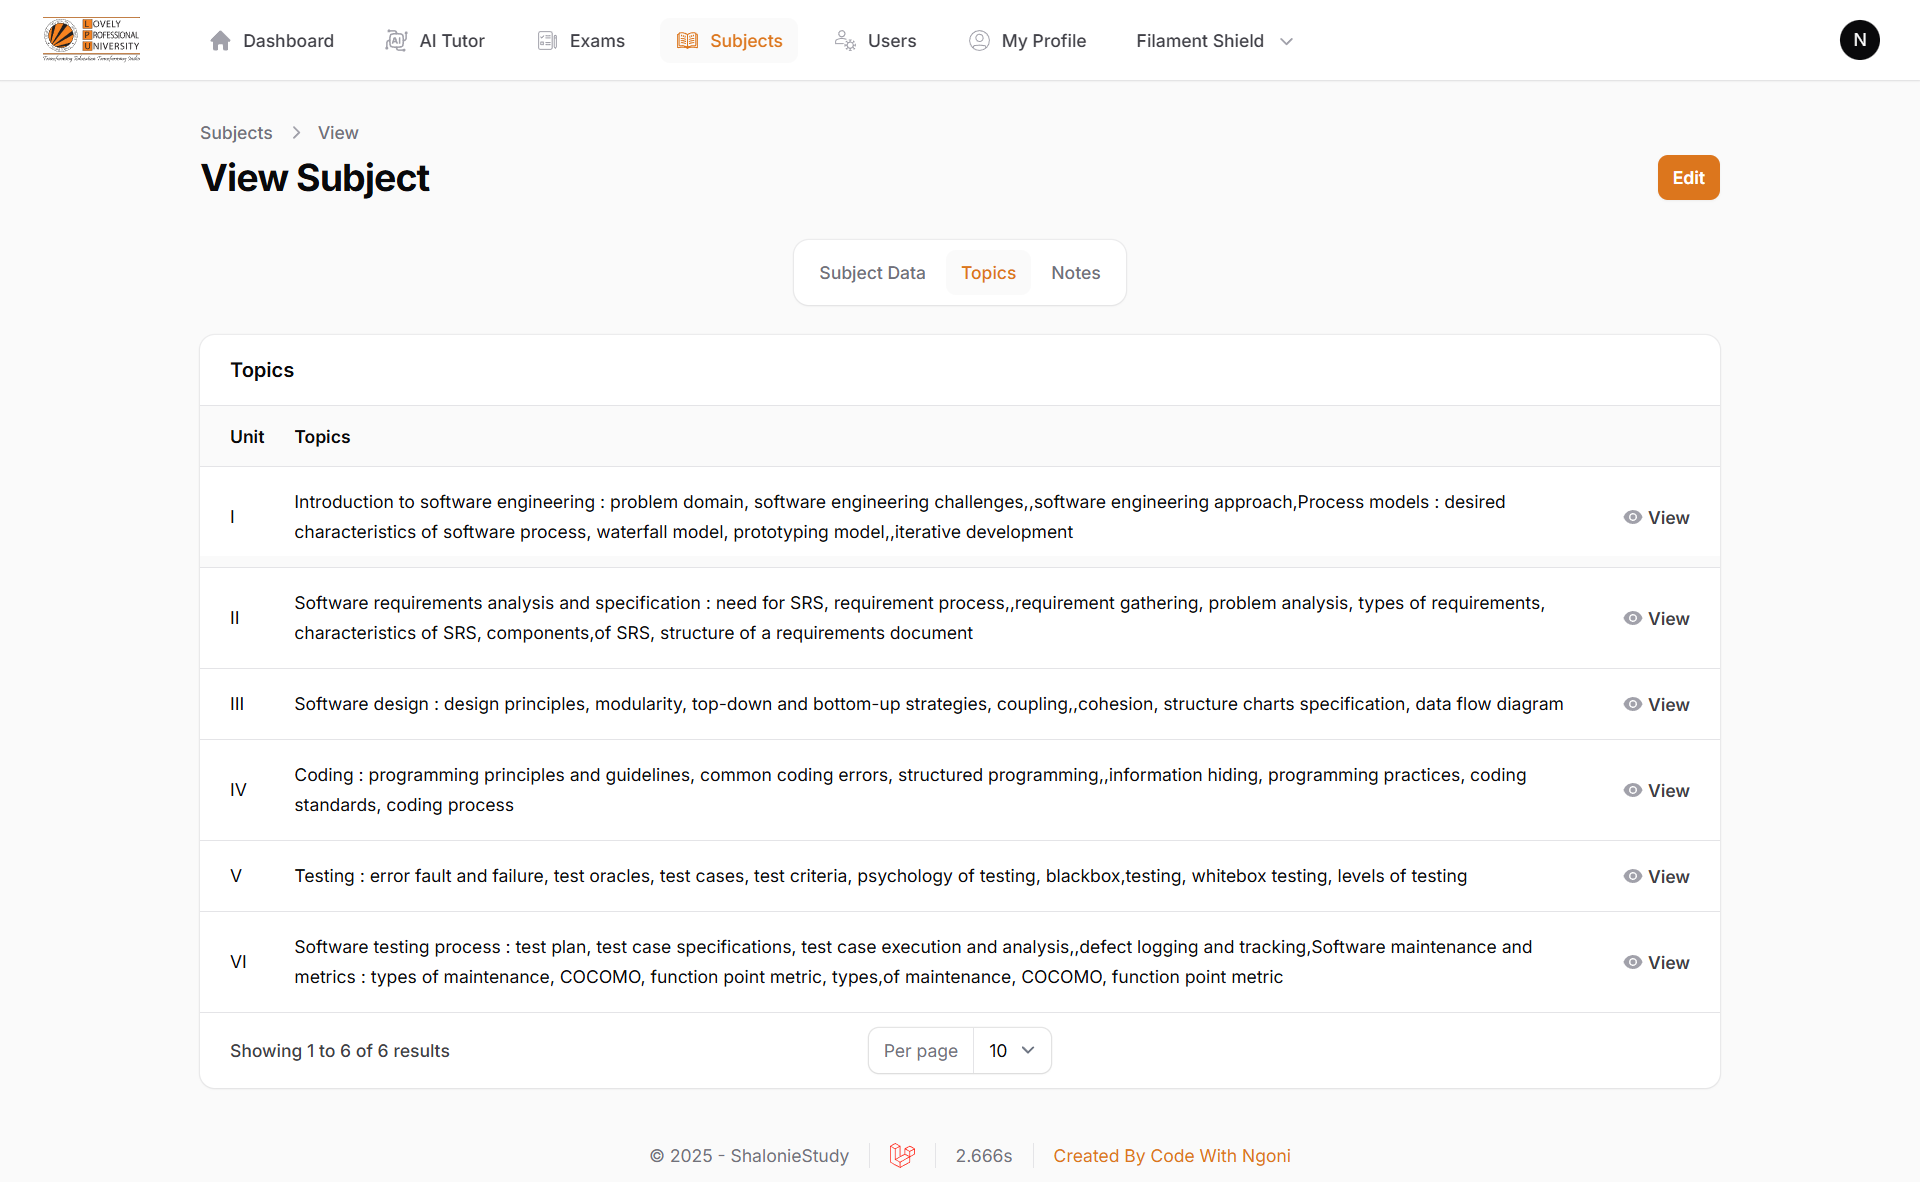 LOVELY
PROFESSIONAL
UNIVERSITY
Transforming Education Transforming India
Dashboard
AI Tutor
Exams
Subjects
Users
My Profile
Filament Shield
N
Subjects > View
View Subject
Edit
Subject Data
Topics
Notes
Topics
Unit Topics
I
Introduction to software engineering : problem domain, software engineering challenges,,software engineering approach,Process models : desired
characteristics of software process, waterfall model, prototyping model,,iterative development
View
II
Software requirements analysis and specification : need for SRS, requirement process,,requirement gathering, problem analysis, types of requirements,
characteristics of SRS, components,of SRS, structure of a requirements document
View
III
Software design : design principles, modularity, top-down and bottom-up strategies, coupling,,cohesion, structure charts specification, data flow diagram
View
IV
Coding : programming principles and guidelines, common coding errors, structured programming,,information hiding, programming practices, coding
standards, coding process
View
V
Testing : error fault and failure, test oracles, test cases, test criteria, psychology of testing, blackbox,testing, whitebox testing, levels of testing
View
VI
Software testing process : test plan, test case specifications, test case execution and analysis,,defect logging and tracking,Software maintenance and
metrics : types of maintenance, COCOMO, function point metric, types,of maintenance, COCOMO, function point metric
View
Showing 1 to 6 of 6 results
Per page 10
© 2025 - ShalonieStudy
2.666s
Created By Code With Ngoni